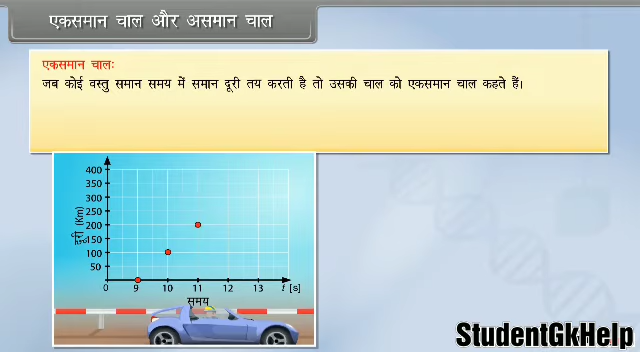 एकसमान चाल और असमान चाल
एकसमान चालः
जब कोई वस्तु समान समय में समान दूरी तय करती है तो उसकी चाल को एकसमान चाल कहते हैं।
400
350
300
250
200
150
100
50
दूरी (Km)
0 9 10 11 12 13 t [s]
समय
StudentGkHelp